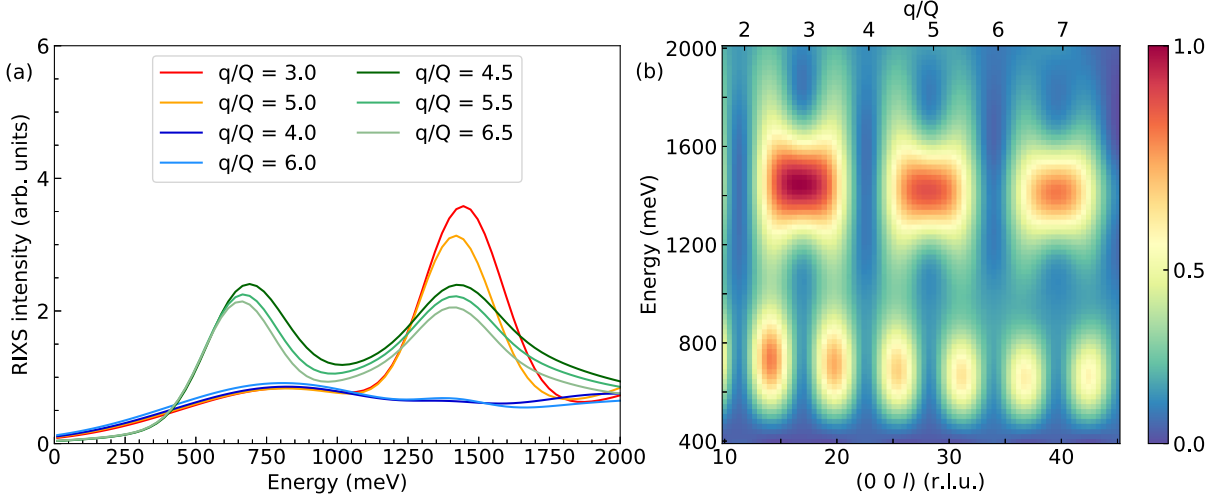 (a)
6
4
2
0
RIXS Intensity (arb. units)
q/Q = 3.0
q/Q = 5.0
q/Q = 4.0
q/Q = 6.0
q/Q = 4.5
q/Q = 5.5
q/Q = 6.5
0 250 500 750 1000 1250 1500 1750 2000
Energy (meV)
(b)
q/Q
2 3 4 5 6 7
2000
1600
1200
800
400
Energy (meV)
10 20 30 40
(0 0 l) (r.l.u.)
1.0
0.5
0.0